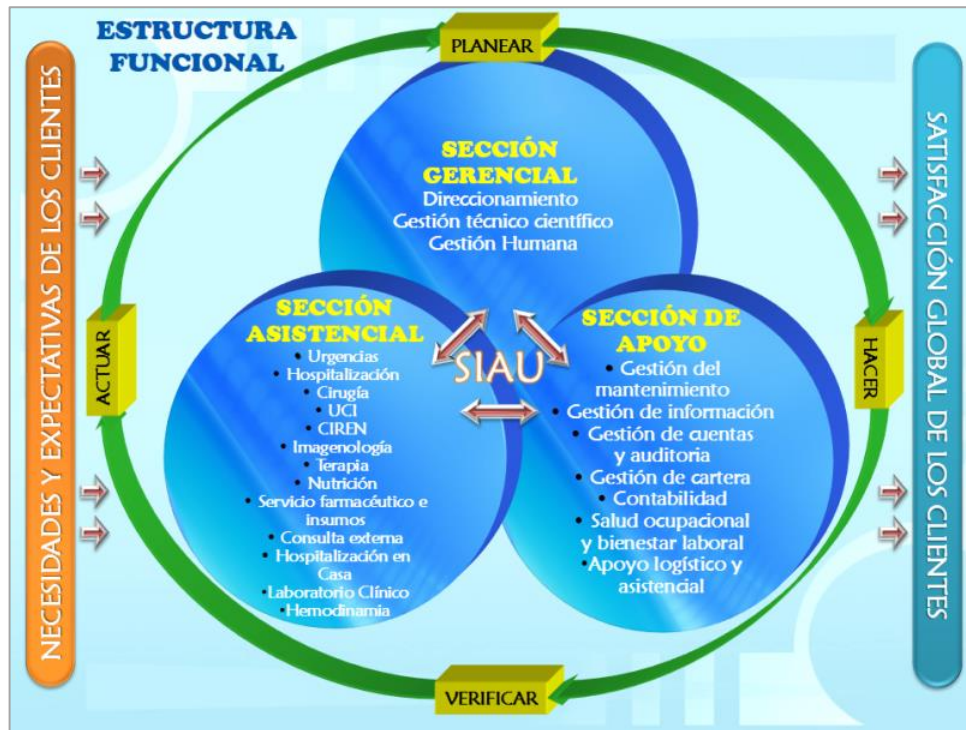 ESTRUCTURA
FUNCIONAL
NECESIDADES Y EXPECTATIVAS DE LOS CLIENTES
PLANEAR
SECCIÓN
GERENCIAL
Direccionamiento
Gestión técnico científico
Gestión Humana
ACTUAR
SECCIÓN
ASISTENCIAL
• Urgencias
• Hospitalización
• Cirugía
• UCI
• CIREN
• Imagenología
• Terapia
• Nutrición
• Servicio farmacéutico e
insumos
• Consulta externa
• Hospitalización en
Casa
• Laboratorio Clínico
• Hemodinamia
SIAU
SECCIÓN DE
APOYO
• Gestión del
mantenimiento
• Gestión de información
• Gestión de cuentas
y auditoria
• Gestión de cartera
• Contabilidad
• Salud ocupacional
y bienestar laboral
• Apoyo logístico y
asistencial
HACER
VERIFICAR
SATISFACCIÓN GLOBAL DE LOS CLIENTES